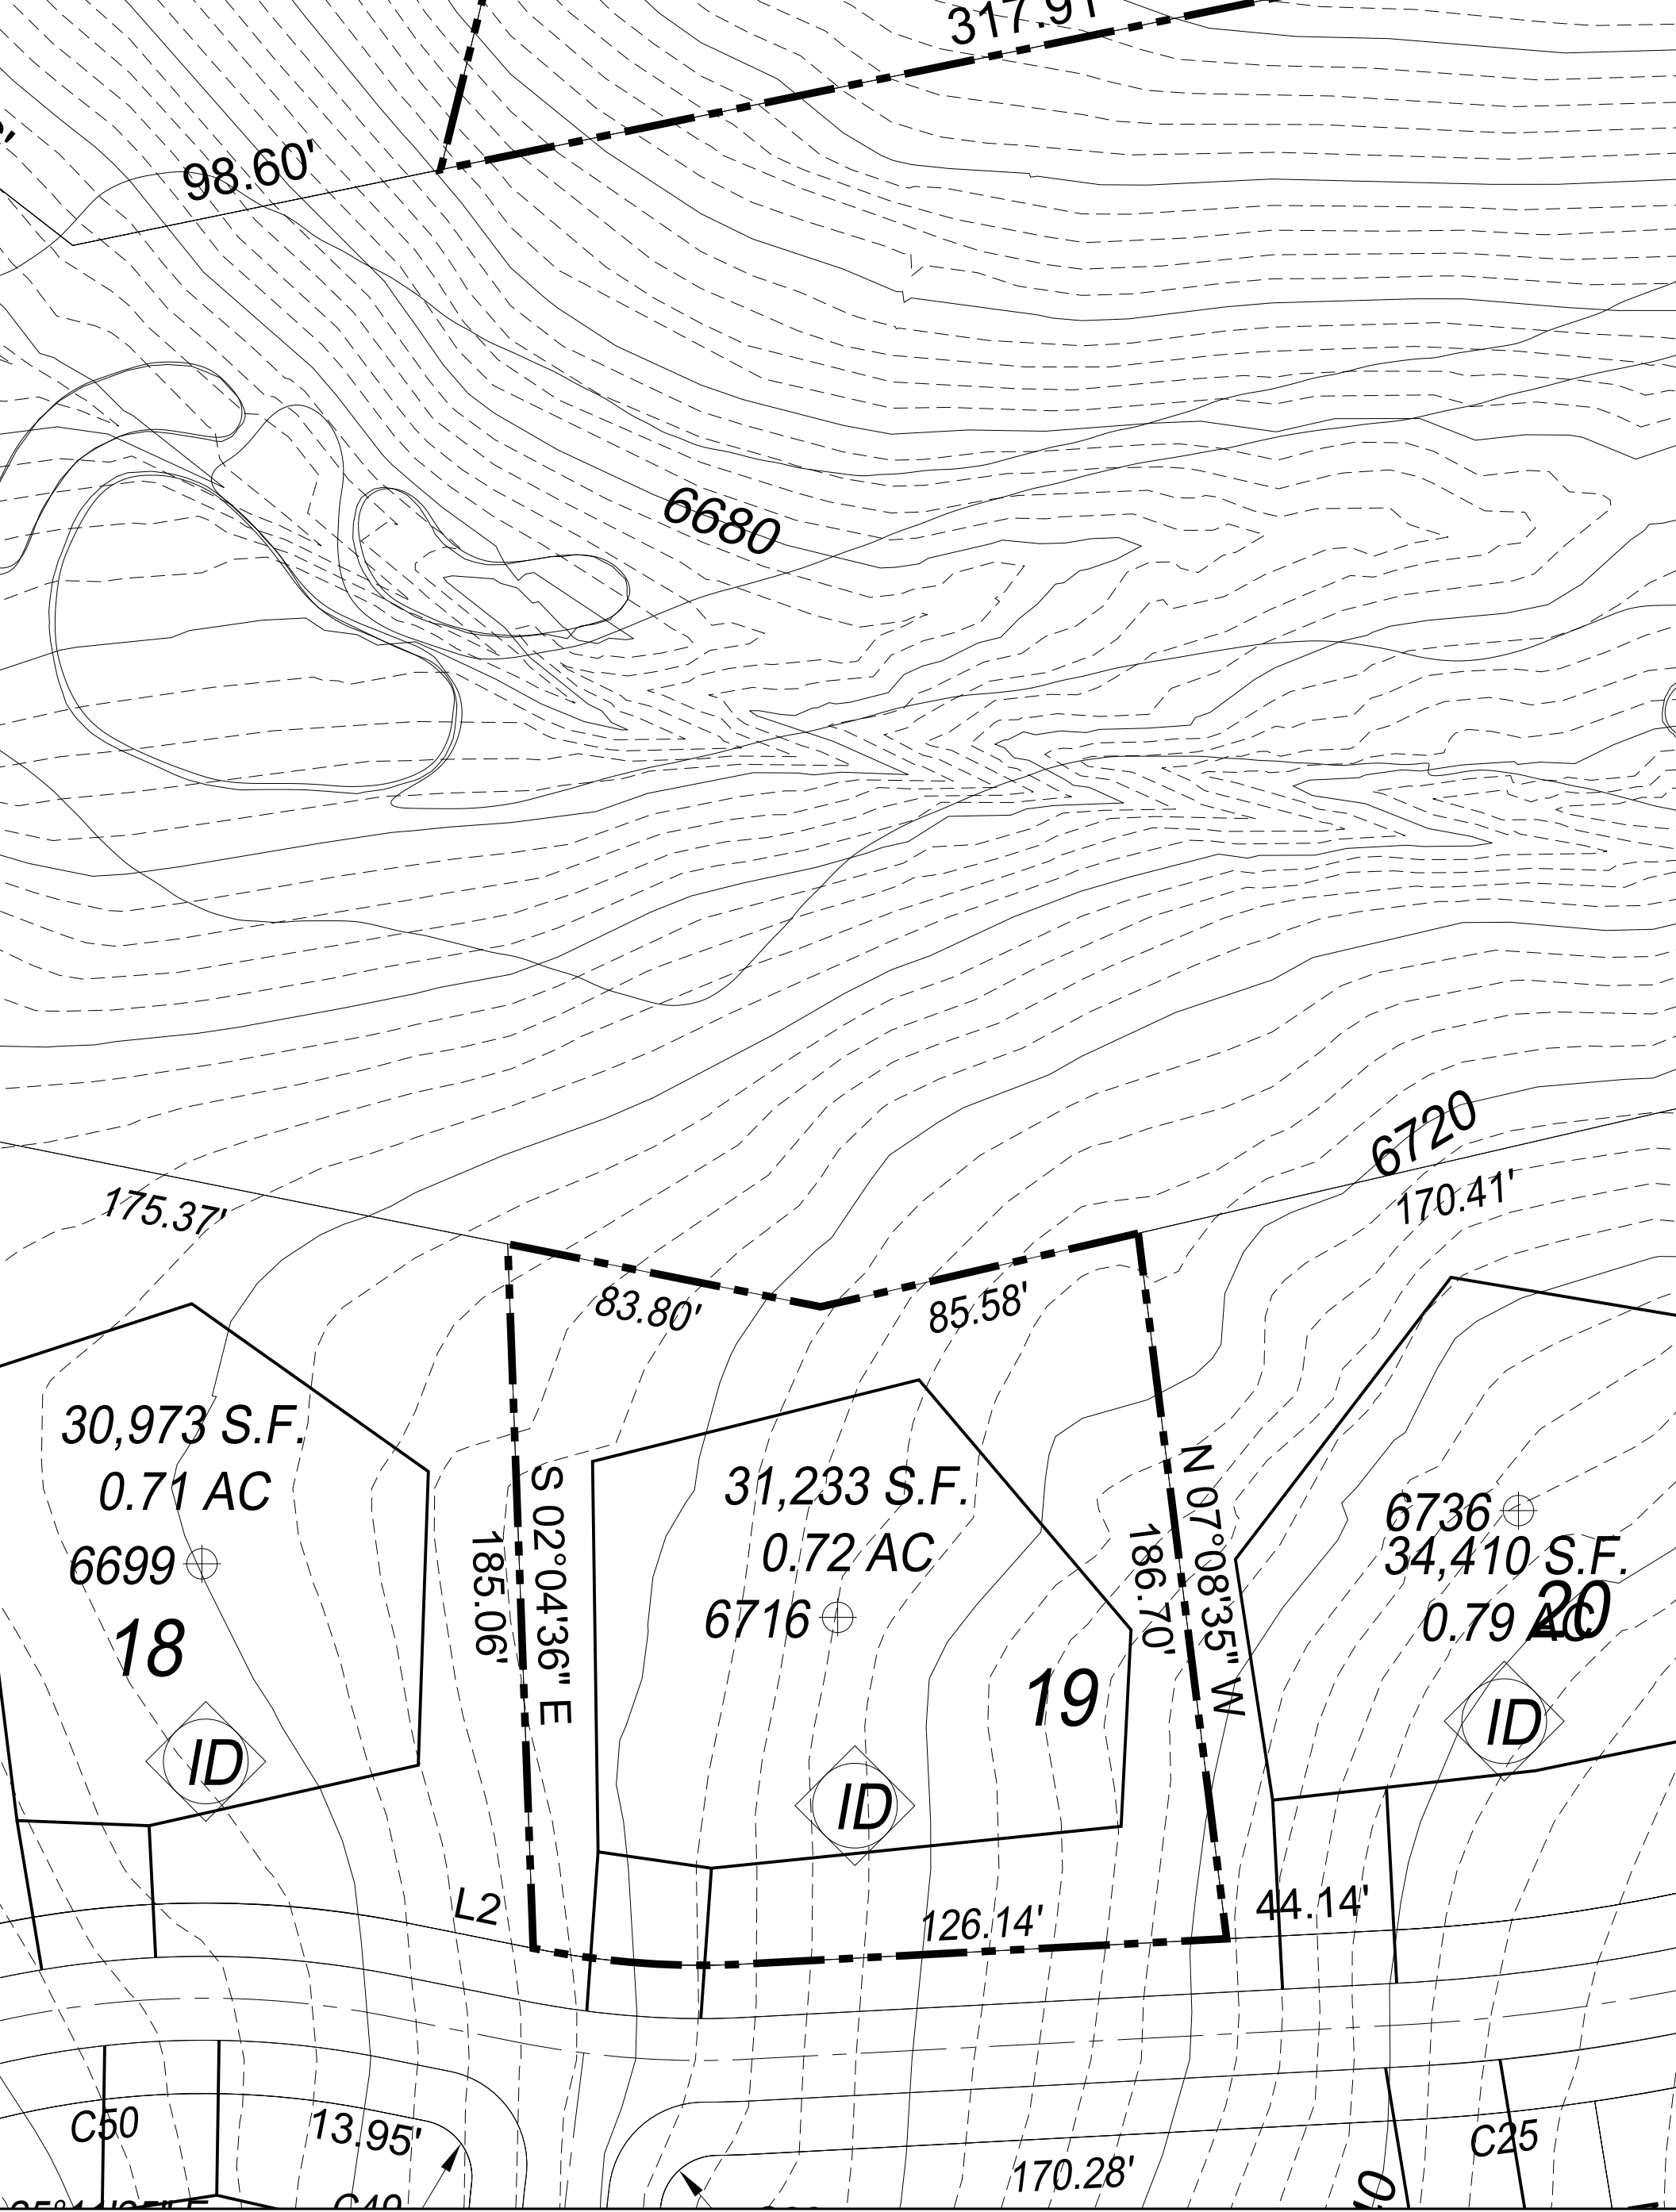 317.91
98.60'
6680
6720
170.41'
175.37'
83.80'
85.58'
30,973 S.F.
0.71 AC
6699
18
ID
S 02°04'36" E
185.06'
31,233 S.F.
0.72 AC
6716
19
ID
N 07°08'35" W
186.70'
6736
34,410 S.F.
0.79 AC
20
ID
L2
126.14'
44.14'
C50
13.95'
C25
170.28'
C49